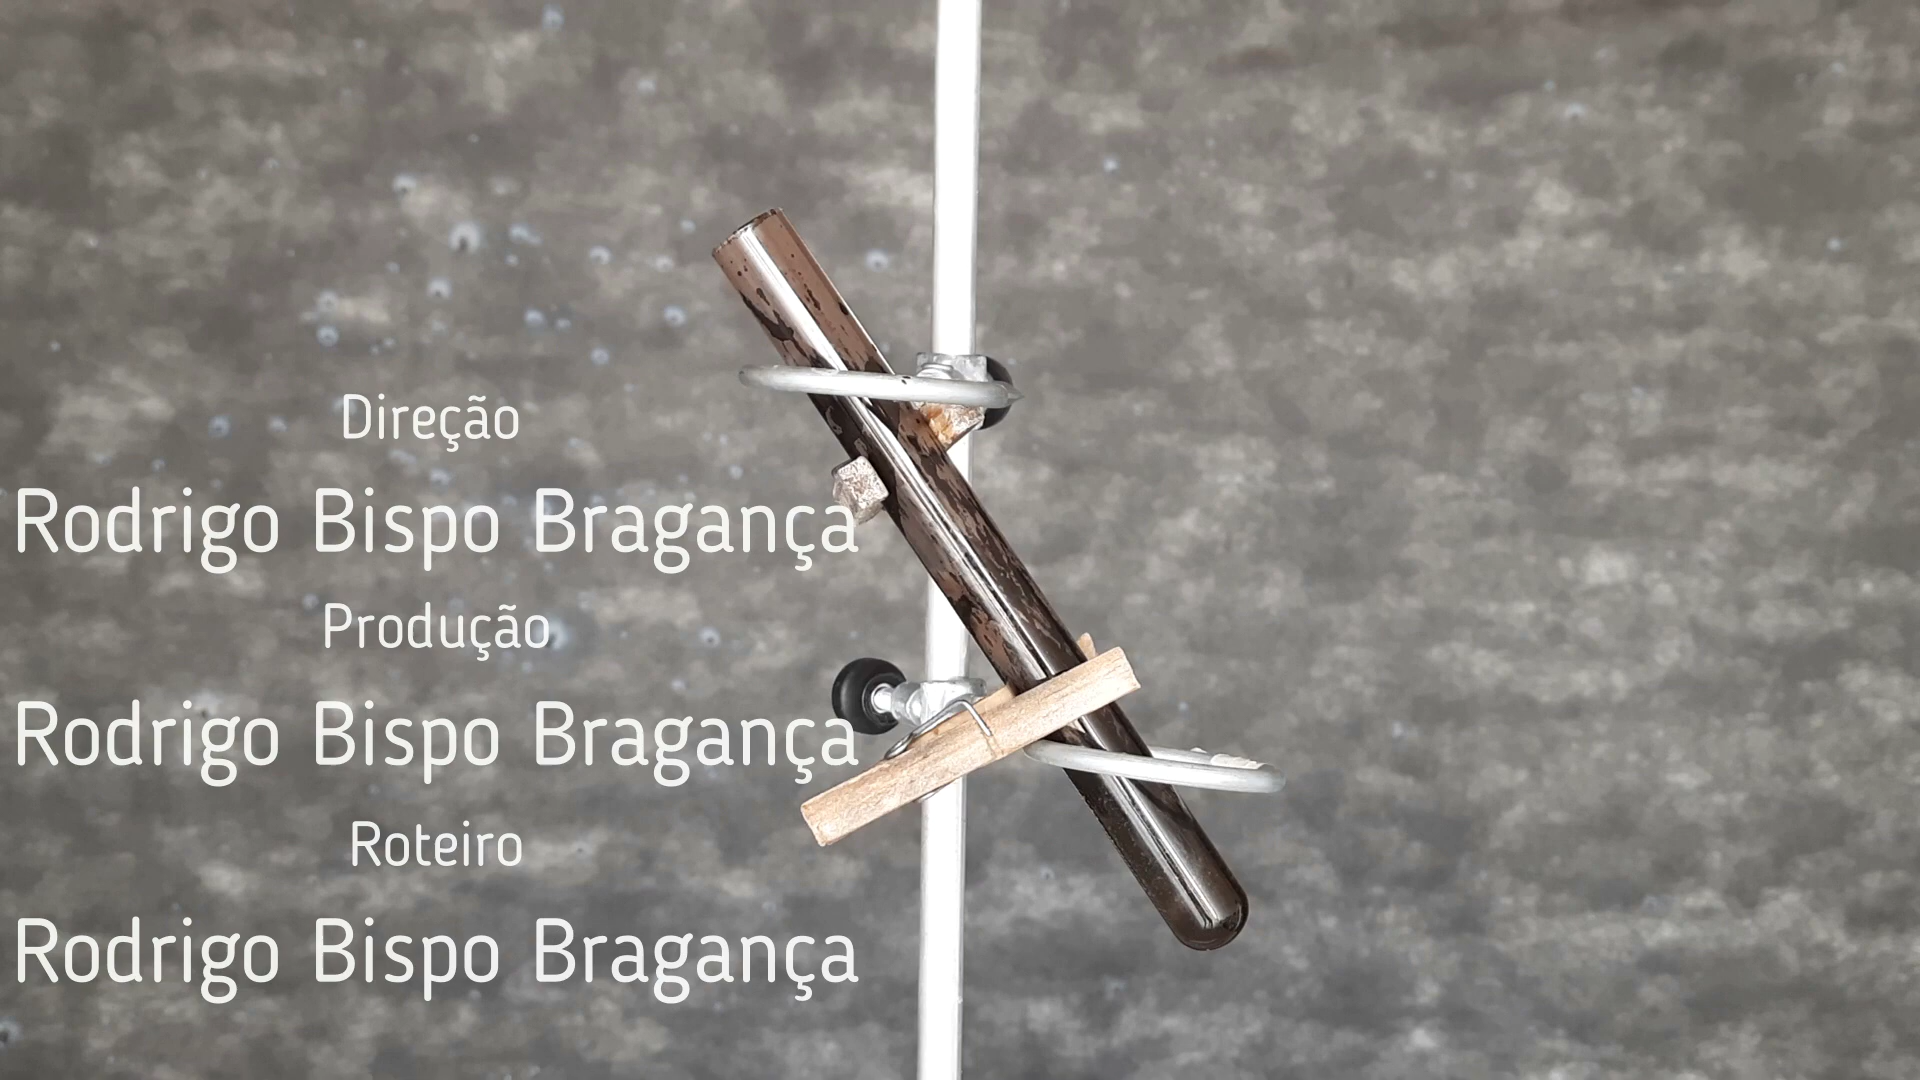 Direção
Rodrigo Bispo Bragança
Produção
Rodrigo Bispo Bragança
Roteiro
Rodrigo Bispo Bragança